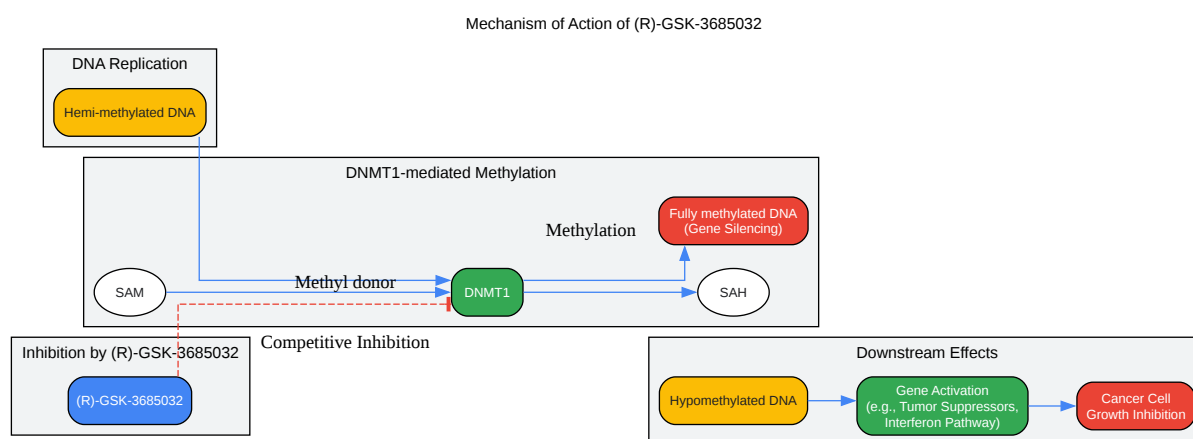 Mechanism of Action of (R)-GSK-3685032
DNA Replication
Hemi-methylated DNA
DNMT1-mediated Methylation
Fully methylated DNA
(Gene Silencing)
Methylation
Methyl donor
SAM
DNMT1
SAH
Competitive Inhibition
Inhibition by (R)-GSK-3685032
(R)-GSK-3685032
Downstream Effects
Hypomethylated DNA
Gene Activation
(e.g., Tumor Suppressors,
Interferon Pathway)
Cancer Cell
Growth Inhibition